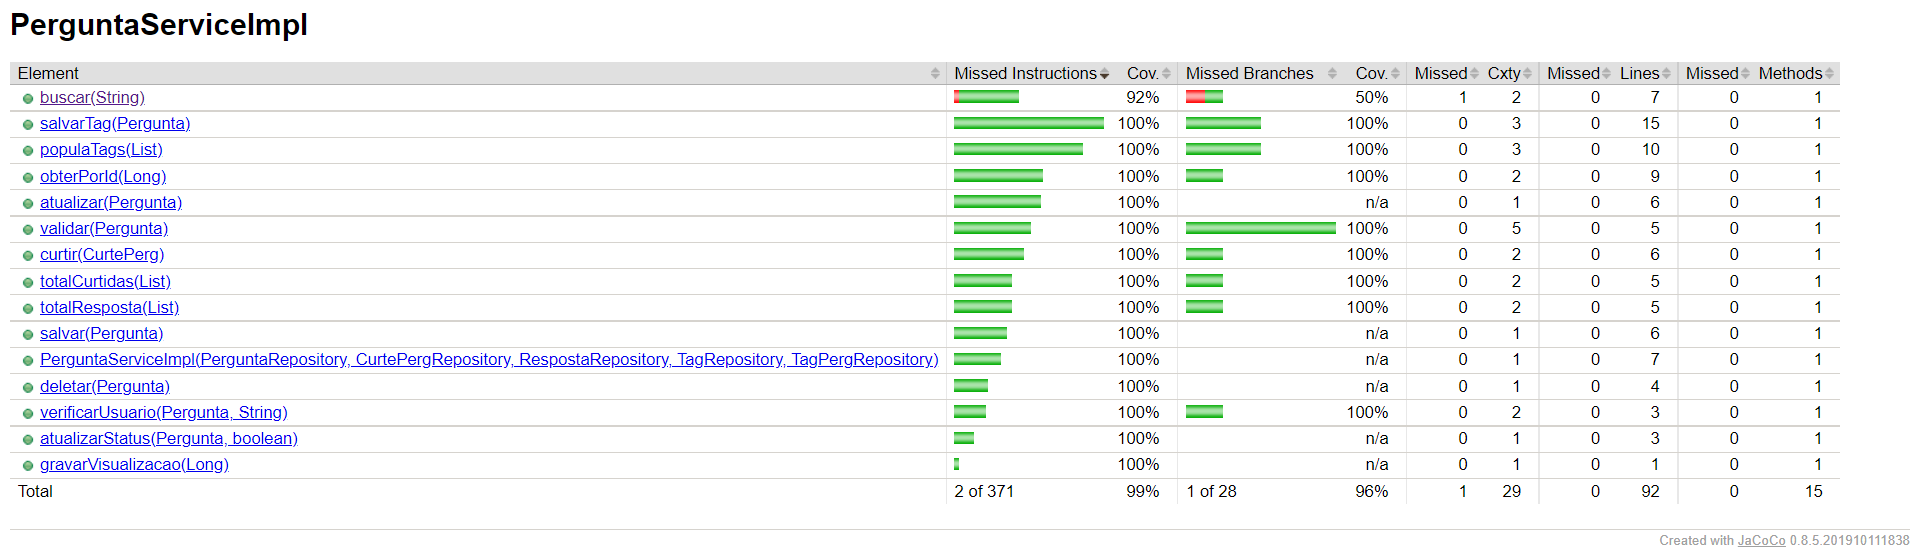 PerguntaServiceImpl
Element Missed Instructions Cov. Missed Branches Cov. Missed Cxty Missed Lines Missed Methods
buscar(String) 92% 50% 1 2 0 7 0 1
salvarTag(Pergunta) 100% 100% 0 3 0 15 0 1
populaTags(List) 100% 100% 0 3 0 10 0 1
obterPorId(Long) 100% 100% 0 2 0 9 0 1
atualizar(Pergunta) 100% n/a 0 1 0 6 0 1
validar(Pergunta) 100% 100% 0 5 0 5 0 1
curtir(CurtePerg) 100% 100% 0 2 0 6 0 1
totalCurtidas(List) 100% 100% 0 2 0 5 0 1
totalResposta(List) 100% 100% 0 2 0 5 0 1
salvar(Pergunta) 100% n/a 0 1 0 6 0 1
PerguntaServiceImpl(PerguntaRepository, CurtePergRepository, RespostaRepository, TagRepository, TagPergRepository) 100% n/a 0 1 0 7 0 1
deletar(Pergunta) 100% n/a 0 1 0 4 0 1
verificarUsuario(Pergunta, String) 100% 100% 0 2 0 3 0 1
atualizarStatus(Pergunta, boolean) 100% n/a 0 1 0 3 0 1
gravarVisualizacao(Long) 100% n/a 0 1 0 1 0 1
Total 2 of 371 99% 1 of 28 96% 1 29 0 92 0 15
Created with JaCoCo 0.8.5.201910111838